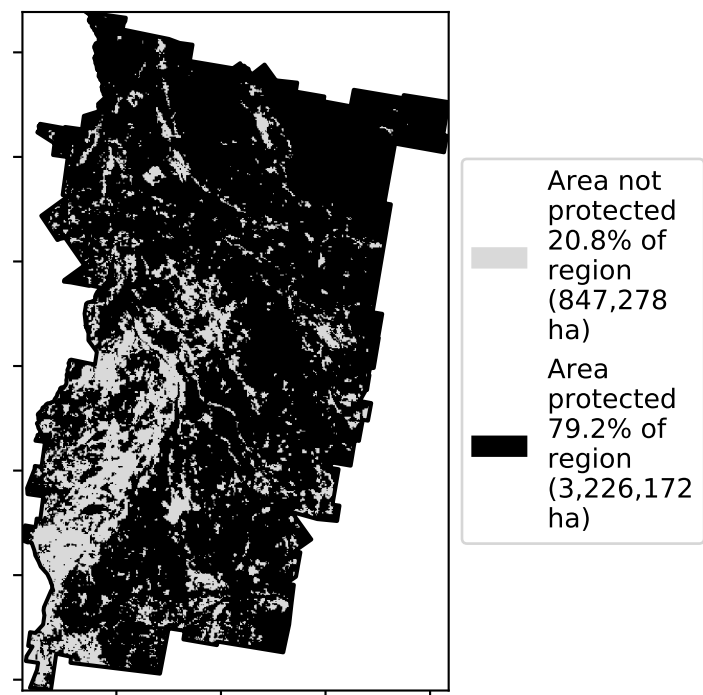 Area not
protected
20.8% of
region
(847,278
ha)
Area
protected
79.2% of
region
(3,226,172
ha)